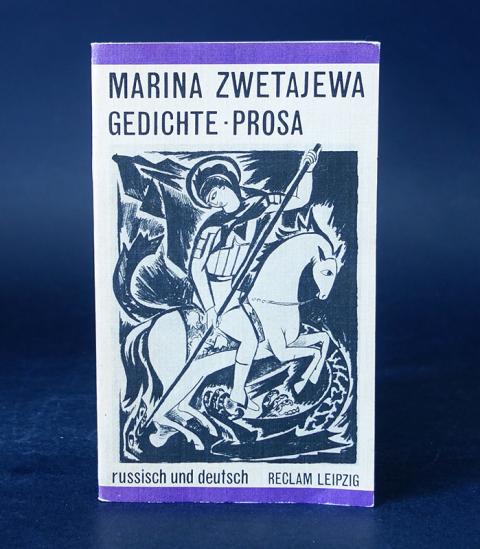 MARINA ZWETAJEWA
GEDICHTE · PROSA
russisch und deutsch RECLAM LEIPZIG